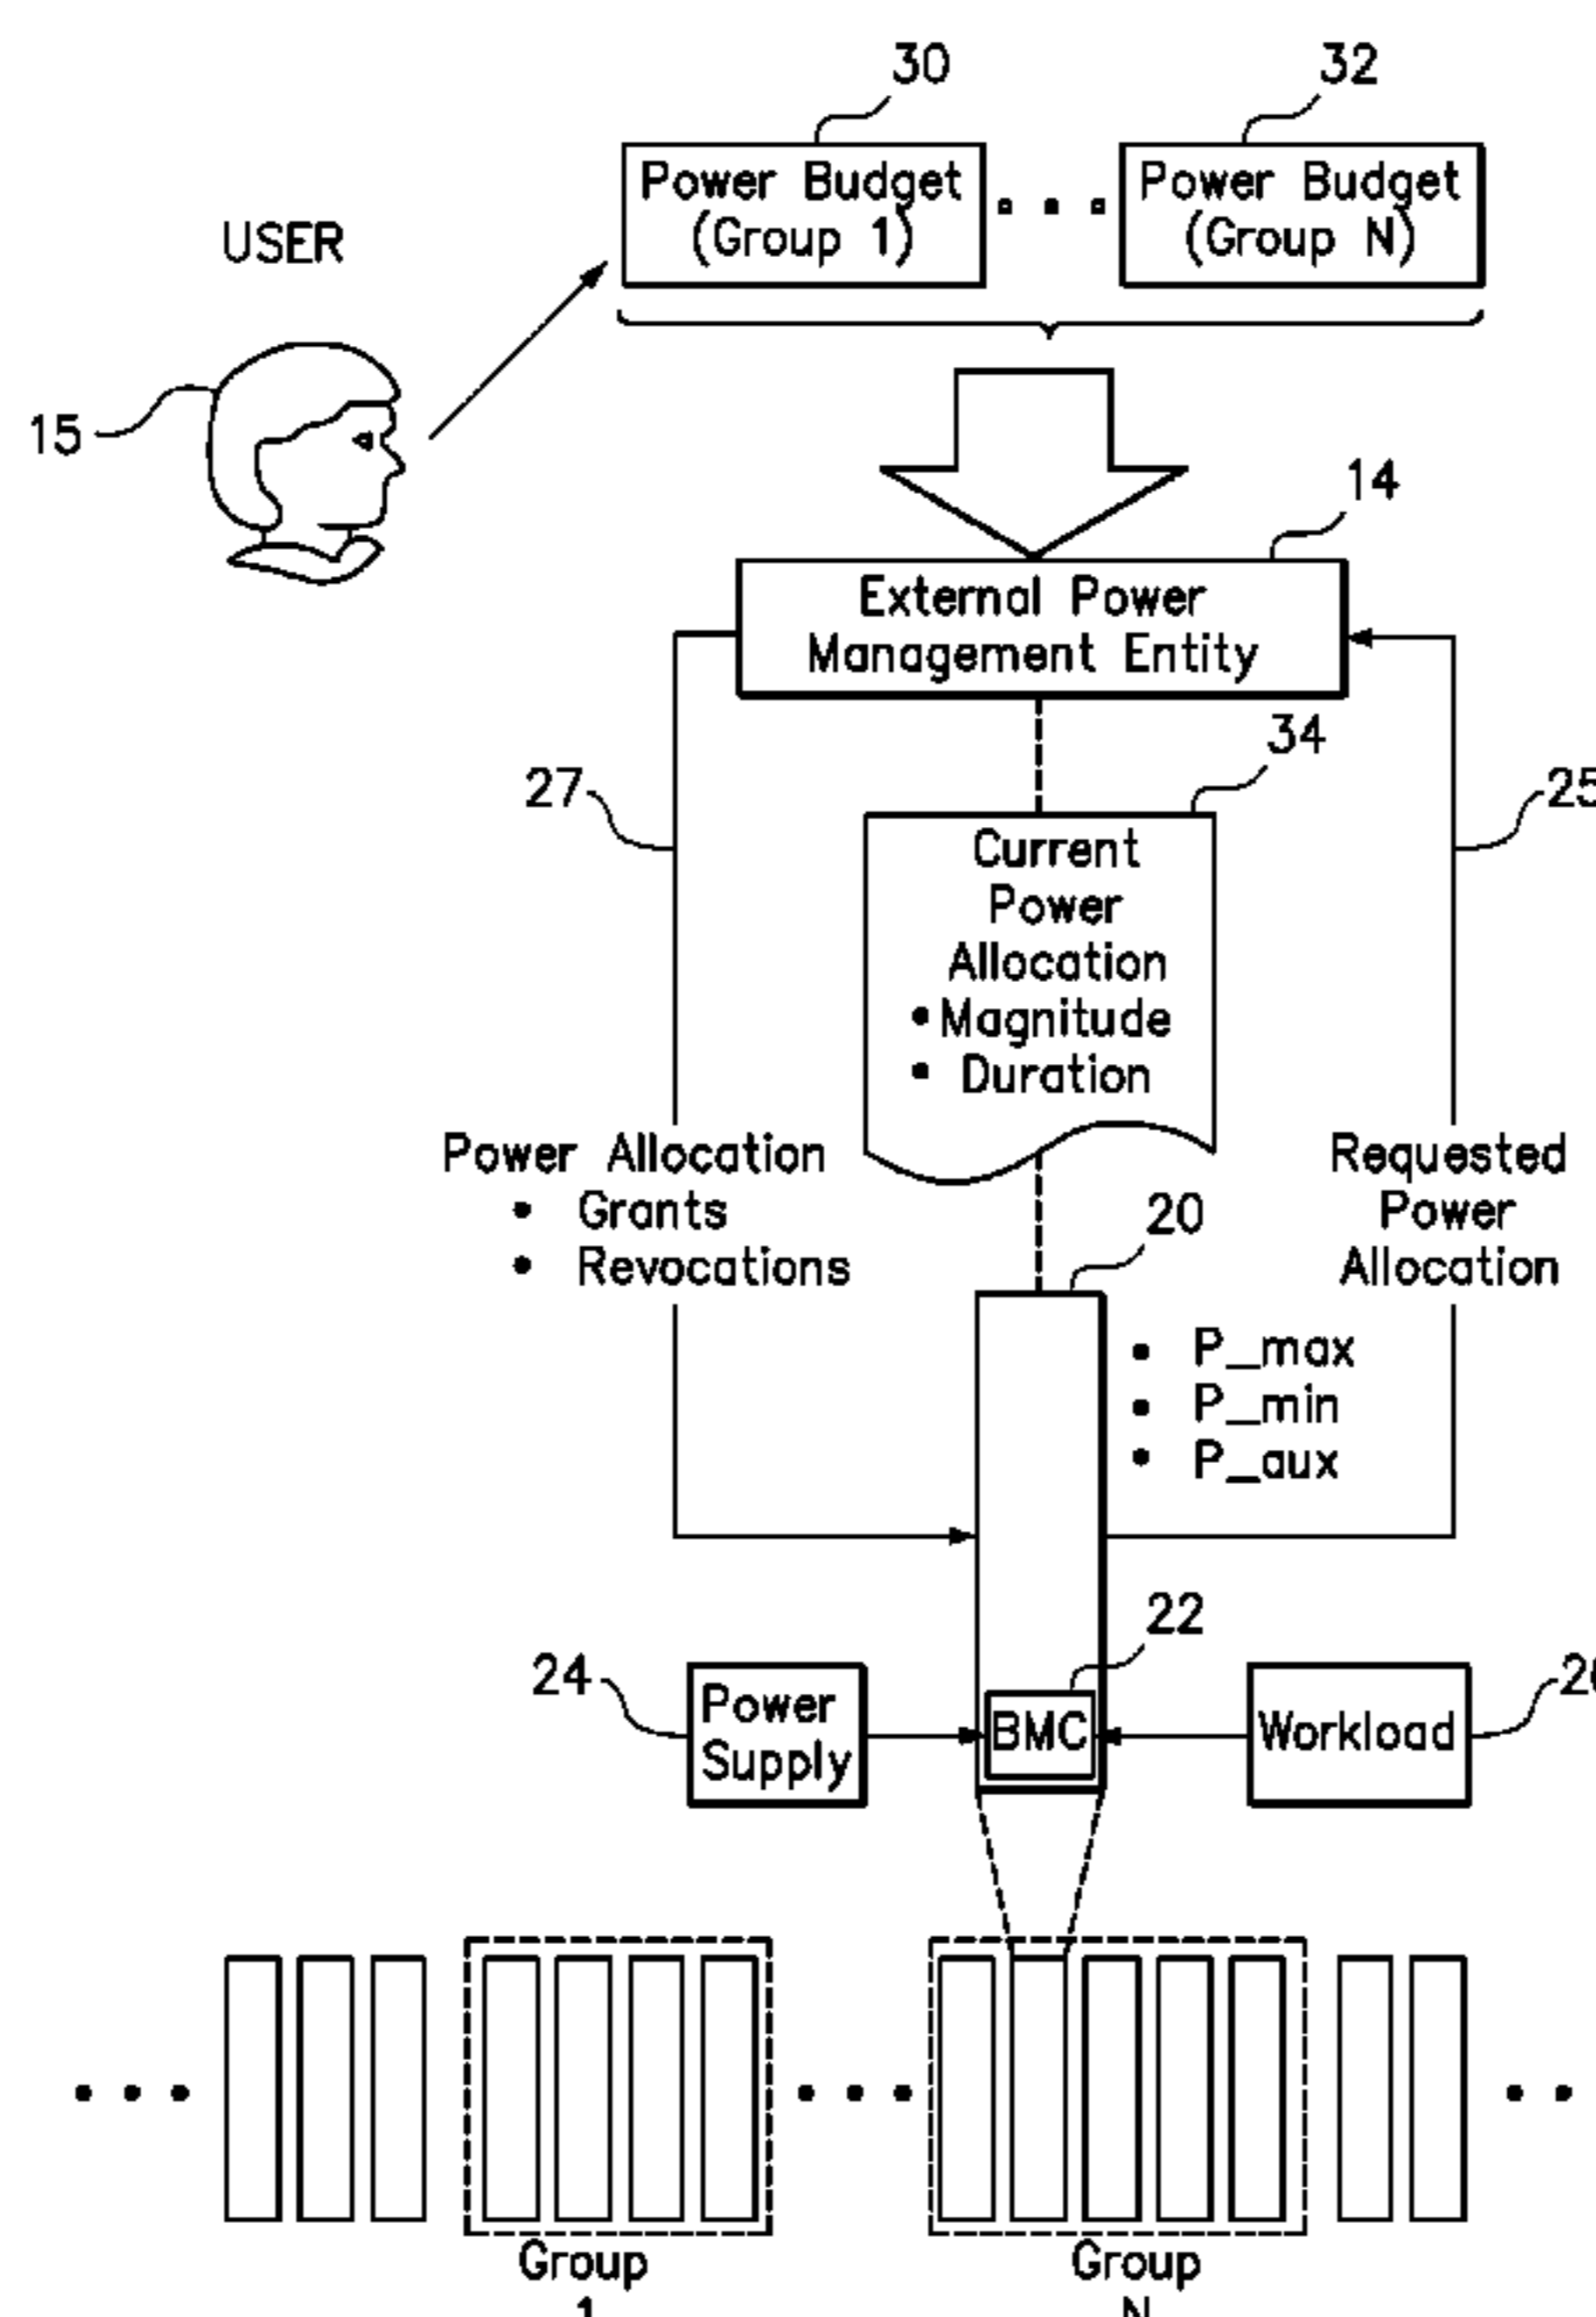 30
32
Power Budget
(Group 1)
Power Budget
(Group N)
USER
15
14
External Power
Management Entity
34
27
25
Current
Power
Allocation
• Magnitude
• Duration
Power Allocation
• Grants
• Revocations
Requested
Power
Allocation
20
• P_max
• P_min
• P_aux
22
24
Power
Supply
BMC
Workload
Group
1
Group
N